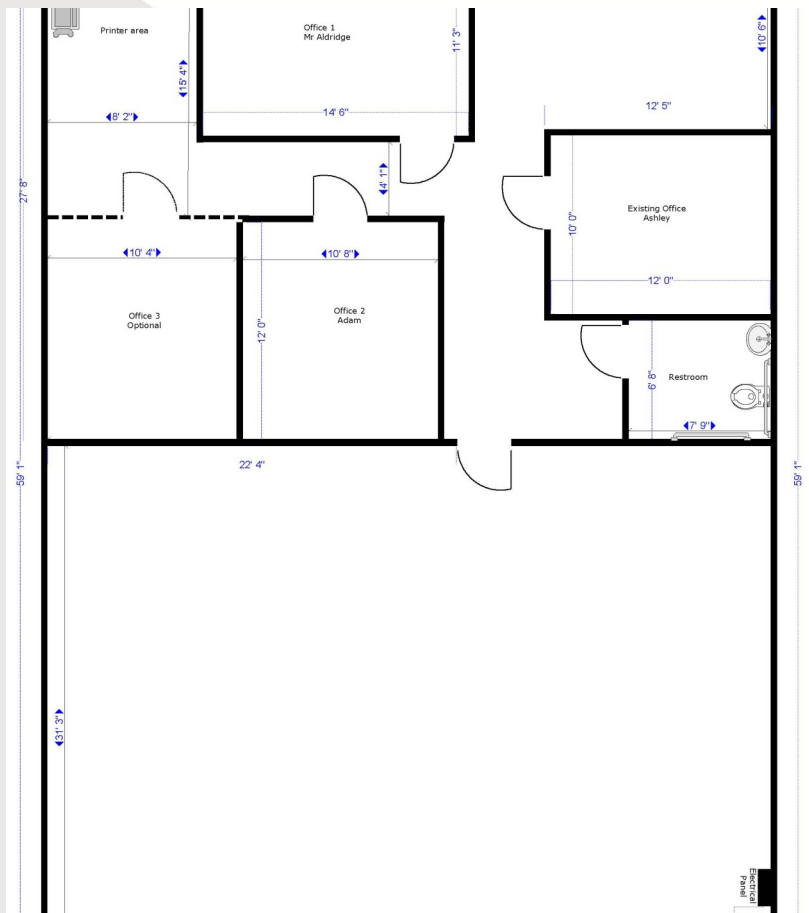 Printer area
Office 1
Mr Aldridge
11' 3"
10' 6"
15' 4"
8' 2"
14' 6"
12' 5"
4' 1"
27' 8"
10' 0"
Existing Office
Ashley
10' 4"
10' 8"
12' 0"
Office 3
Optional
12' 0"
Office 2
Adam
6' 8"
Restroom
7' 9"
22' 4"
59' 1"
59' 1"
31' 3"
Electrical
Panel